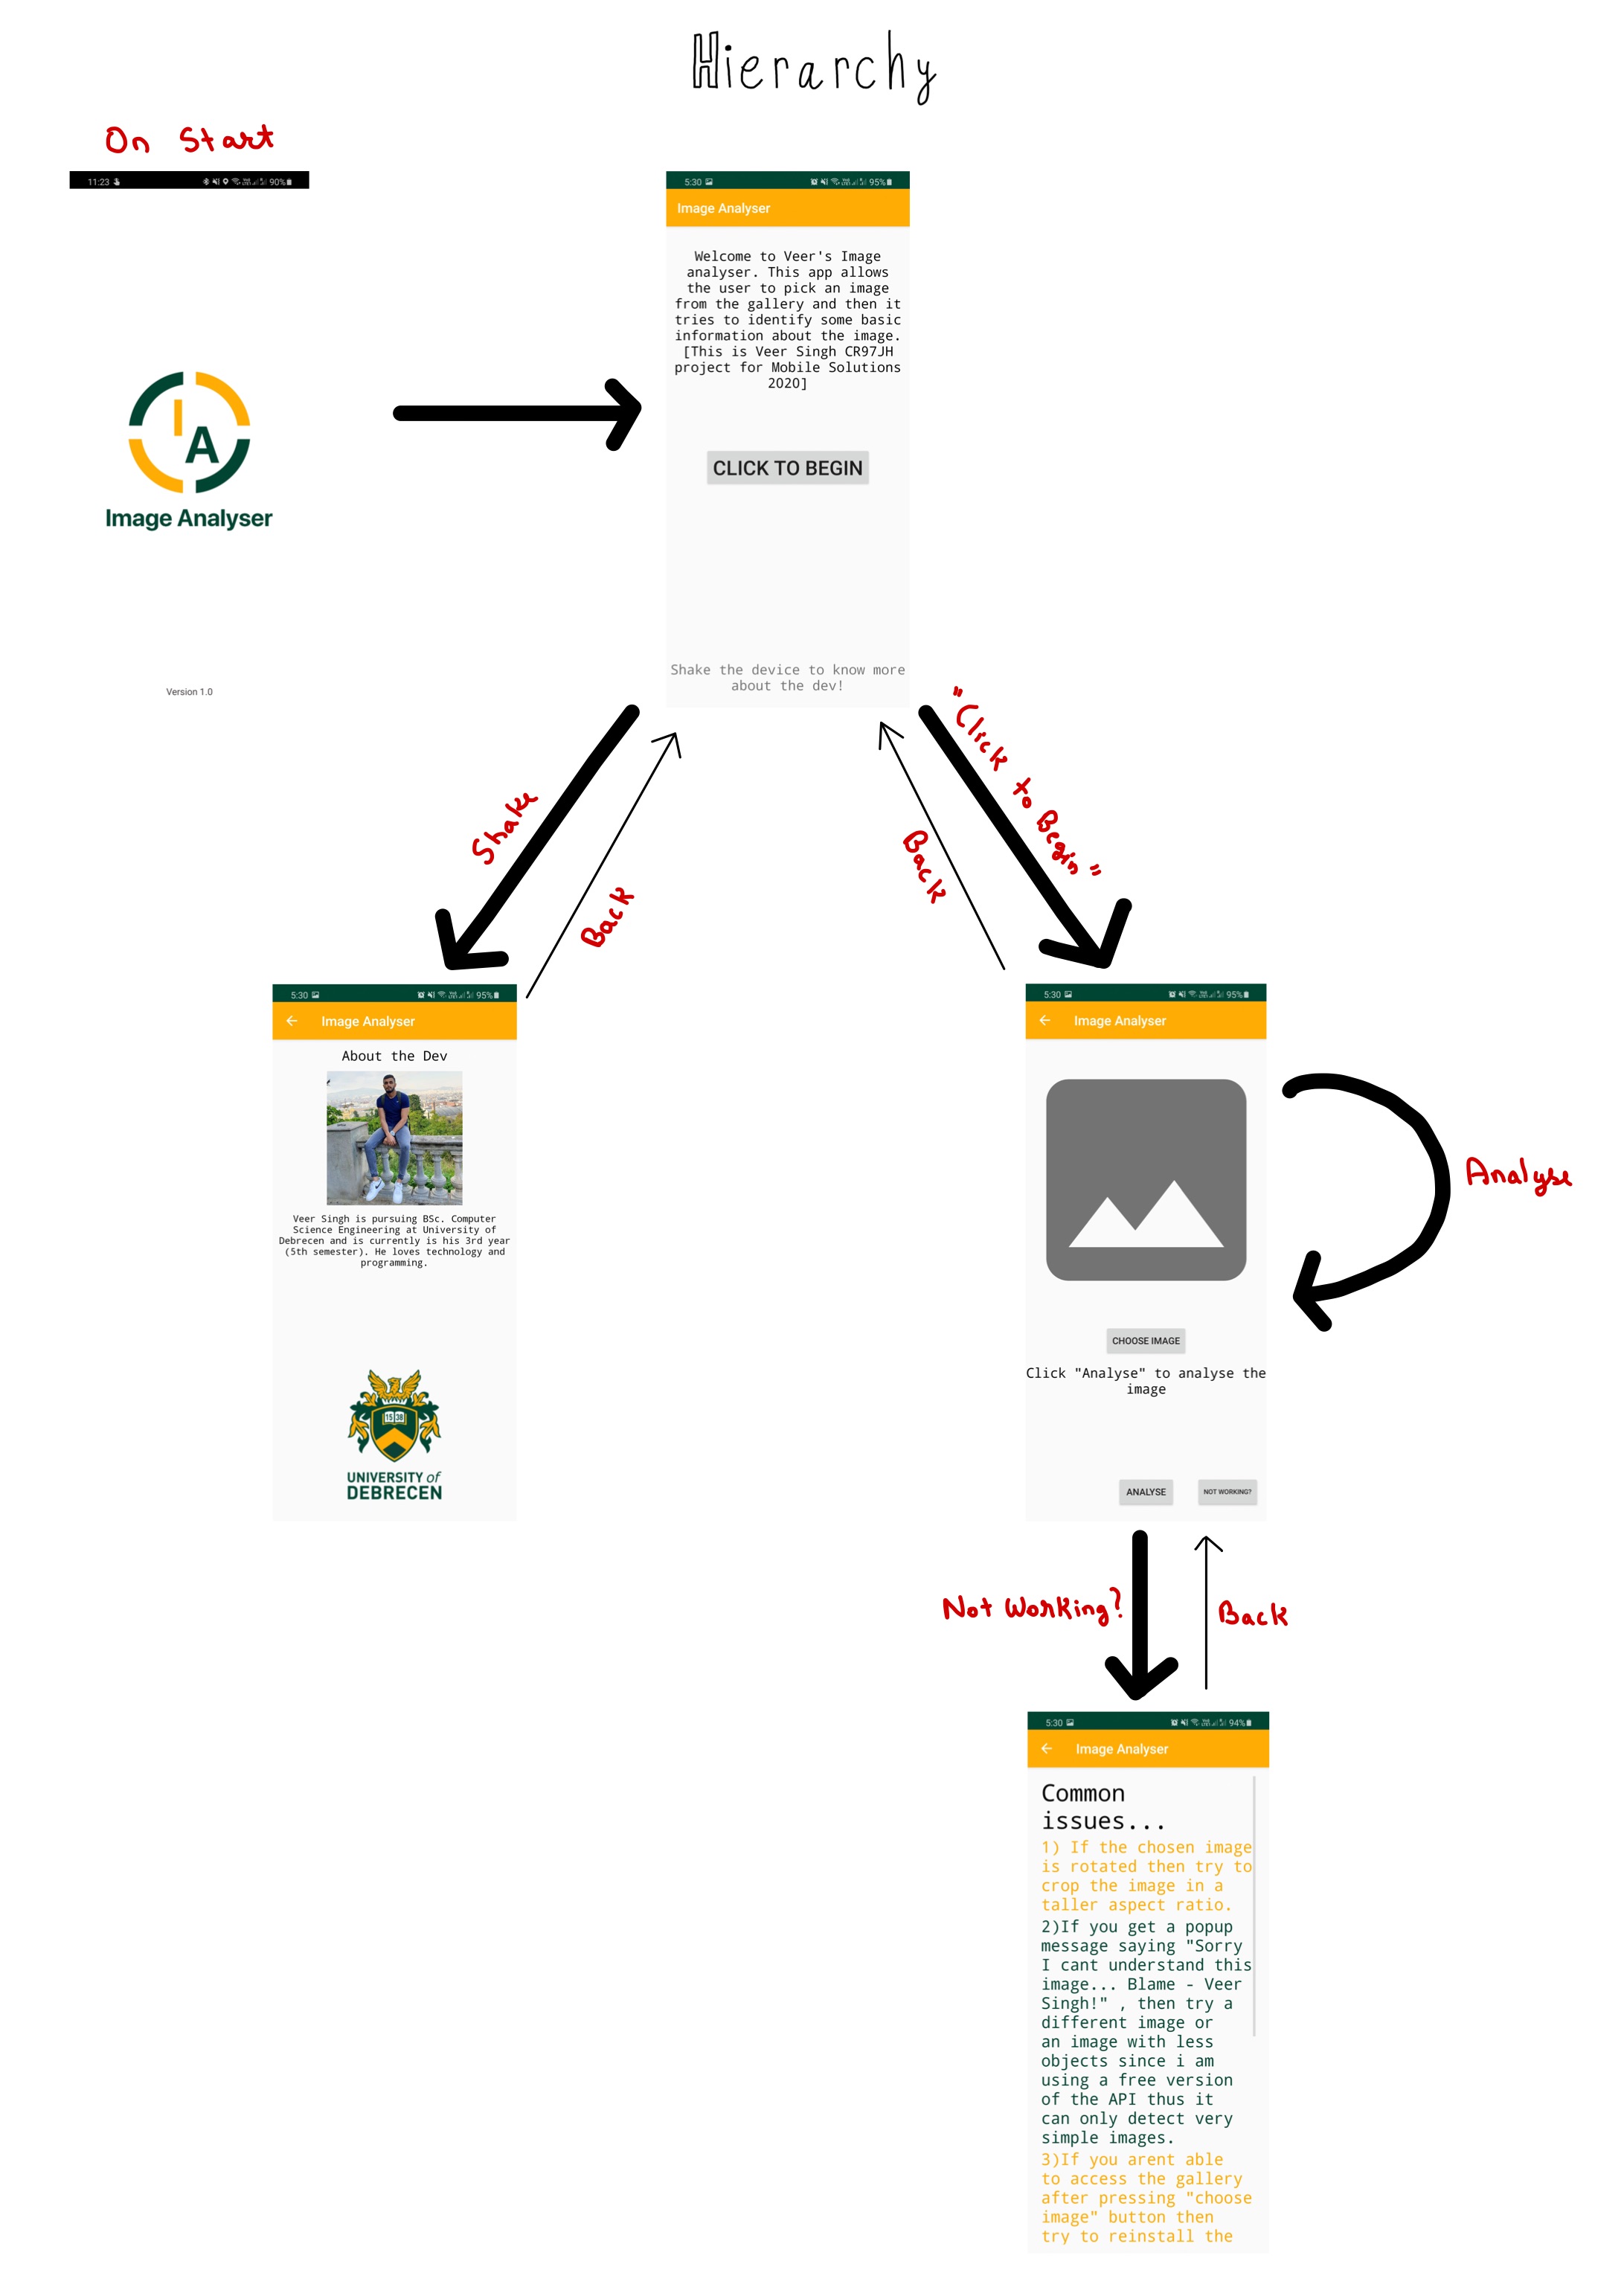 Hierarchy
On Start
11:23 90%
I
A
Image Analyser
Version 1.0
5:30 95%
Image Analyser
Welcome to Veer's Image
analyser. This app allows
the user to pick an image
from the gallery and then it
tries to identify some basic
information about the image.
[This is Veer Singh CR97JH
project for Mobile Solutions
2020]
CLICK TO BEGIN
Shake the device to know more
about the dev!
Shake
Back
Back
"Click to Begin"
5:30 95%
Image Analyser
About the Dev
Veer Singh is pursuing BSc. Computer
Science Engineering at University of
Debrecen and is currently is his 3rd year
(5th semester). He loves technology and
programming.
15 38
UNIVERSITY of
DEBRECEN
5:30 95%
Image Analyser
CHOOSE IMAGE
Click "Analyse" to analyse the
image
ANALYSE
NOT WORKING?
Analyse
Not Working?
Back
5:30 94%
Image Analyser
Common
issues...
1) If the chosen image
is rotated then try to
crop the image in a
taller aspect ratio.
2)If you get a popup
message saying "Sorry
I cant understand this
image... Blame - Veer
Singh!" , then try a
different image or
an image with less
objects since i am
using a free version
of the API thus it
can only detect very
simple images.
3)If you arent able
to access the gallery
after pressing "choose
image" button then
try to reinstall the